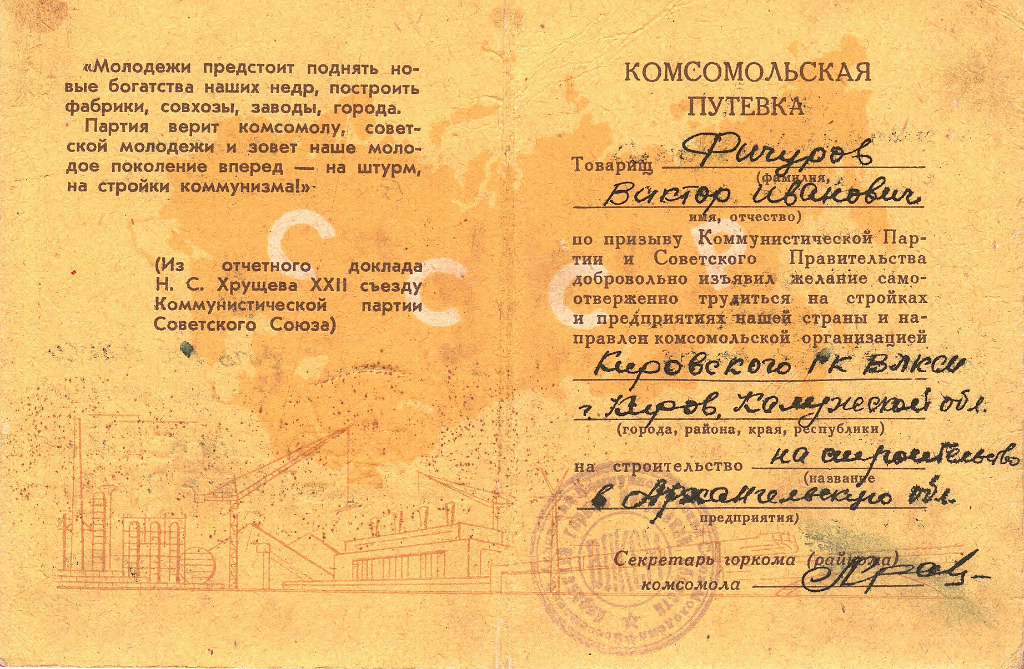 «Молодежи предстоит поднять но-
вые богатства наших недр, построить
фабрики, совхозы, заводы, города.
Партия верит комсомолу, совет-
ской молодежи и зовет наше моло-
дое поколение вперед — на штурм,
на стройки коммунизма!»
(Из отчетного доклада
Н. С. Хрущева XXII съезду
Коммунистической партии
Советского Союза)
СССР
КОМСОМОЛЬСКАЯ
ПУТЕВКА
Товарищ Фичуров
(фамилия,
Виктор Иванович
имя, отчество)
по призыву Коммунистической Пар-
тии и Советского Правительства
добровольно изъявил желание само-
отверженно трудиться на стройках
и предприятиях нашей страны и на-
правлен комсомольской организацией
Кировского ГК ВЛКСМ
г. Киров, Калужской обл.
(города, района, края, республики)
на строительство на строительство
(название
в Архангельскую обл.
предприятия)
Секретарь горкома (райкома)
комсомола
ВЛКСМ